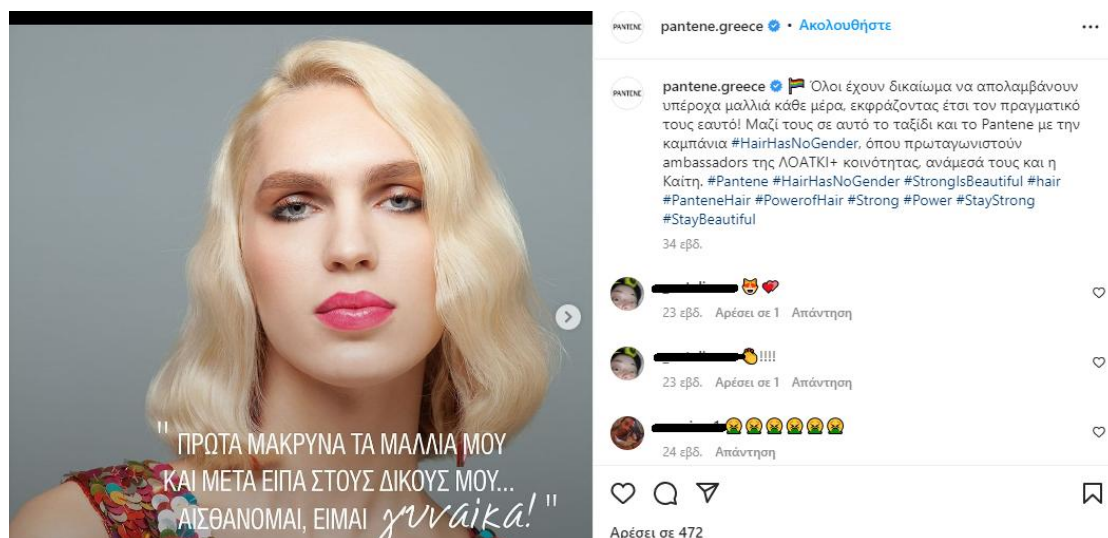 " ΠΡΩΤΑ ΜΑΚΡΥΝΑ ΤΑ ΜΑΛΛΙΑ ΜΟΥ
ΚΑΙ ΜΕΤΑ ΕΙΠΑ ΣΤΟΥΣ ΔΙΚΟΥΣ ΜΟΥ...
ΑΙΣΘΑΝΟΜΑΙ, ΕΙΜΑΙ γυναίκα! "
PANTENE
pantene.greece • Ακολουθήστε
PANTENE
pantene.greece 🏳️‍🌈 Όλοι έχουν δικαίωμα να απολαμβάνουν
υπέροχα μαλλιά κάθε μέρα, εκφράζοντας έτσι τον πραγματικό
τους εαυτό! Μαζί τους σε αυτό το ταξίδι και το Pantene με την
καμπάνια #HairHasNoGender, όπου πρωταγωνιστούν
ambassadors της ΛΟΑΤΚΙ+ κοινότητας, ανάμεσά τους και η
Καίτη. #Pantene #HairHasNoGender #StrongIsBeautiful #hair
#PanteneHair #PowerofHair #Strong #Power #StayStrong
#StayBeautiful
34 εβδ.
😻💕
23 εβδ. Αρέσει σε 1 Απάντηση
👏!!!!
23 εβδ. Αρέσει σε 1 Απάντηση
🤮🤮🤮🤮🤮🤮
24 εβδ. Απάντηση
Αρέσει σε 472